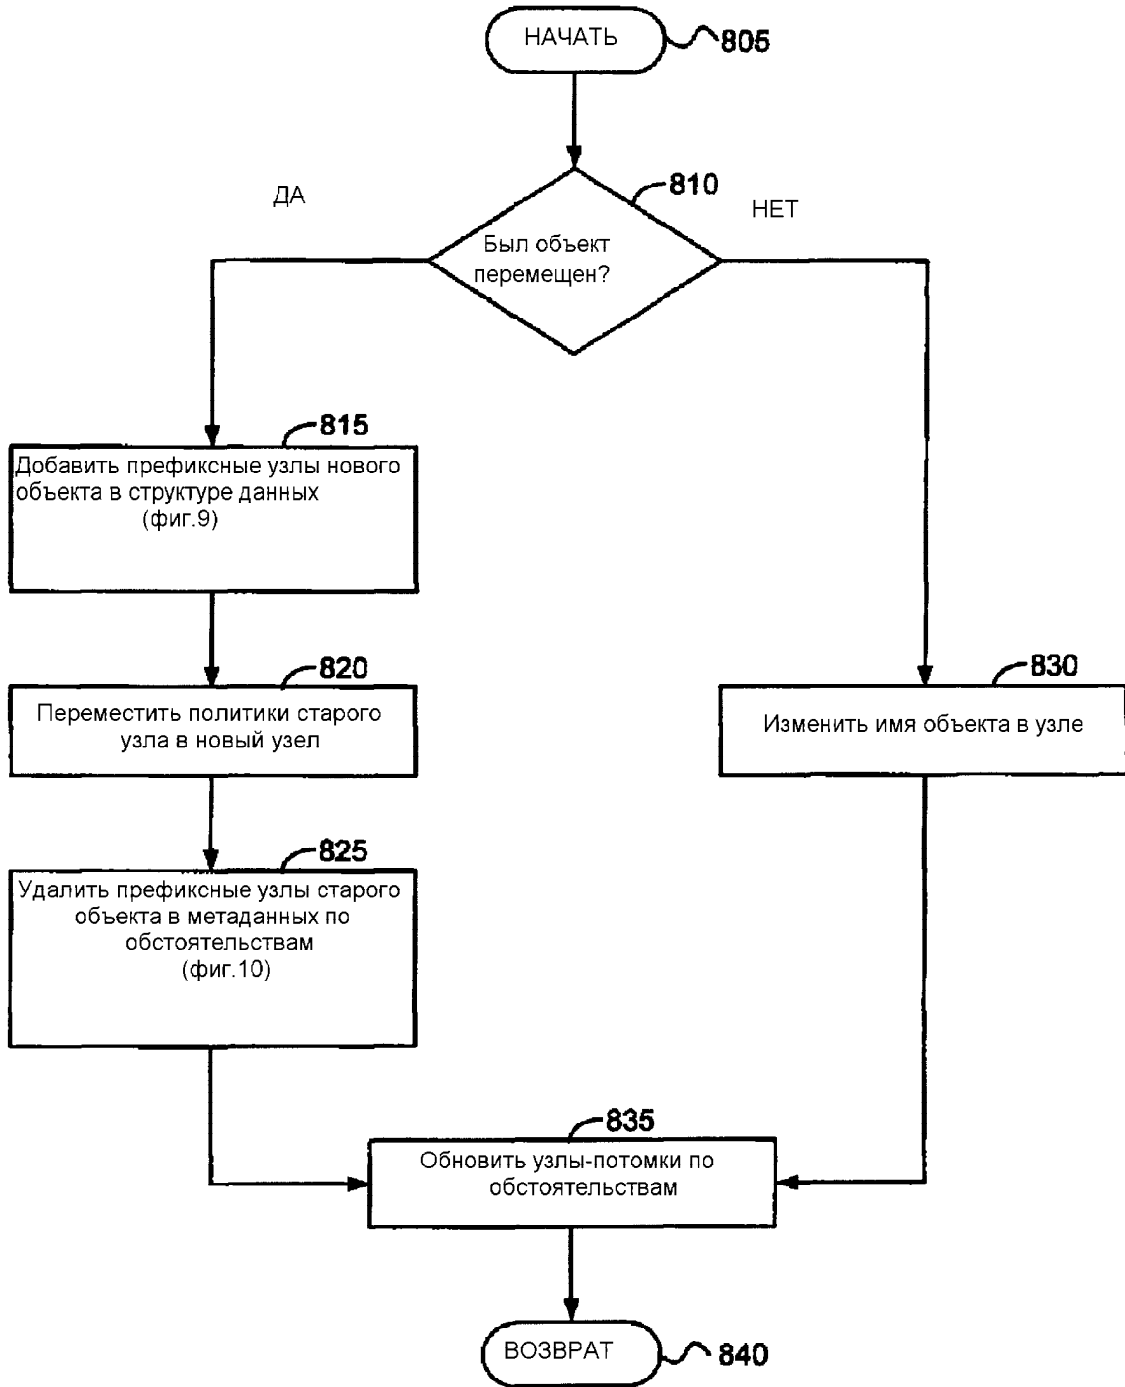 НАЧАТЬ
805
810
ДА
НЕТ
Был объект
перемещен?
815
Добавить префиксные узлы нового
объекта в структуре данных
(фиг.9)
820
Переместить политики старого
узла в новый узел
830
Изменить имя объекта в узле
825
Удалить префиксные узлы старого
объекта в метаданных по
обстоятельствам
(фиг.10)
835
Обновить узлы-потомки по
обстоятельствам
ВОЗВРАТ
840